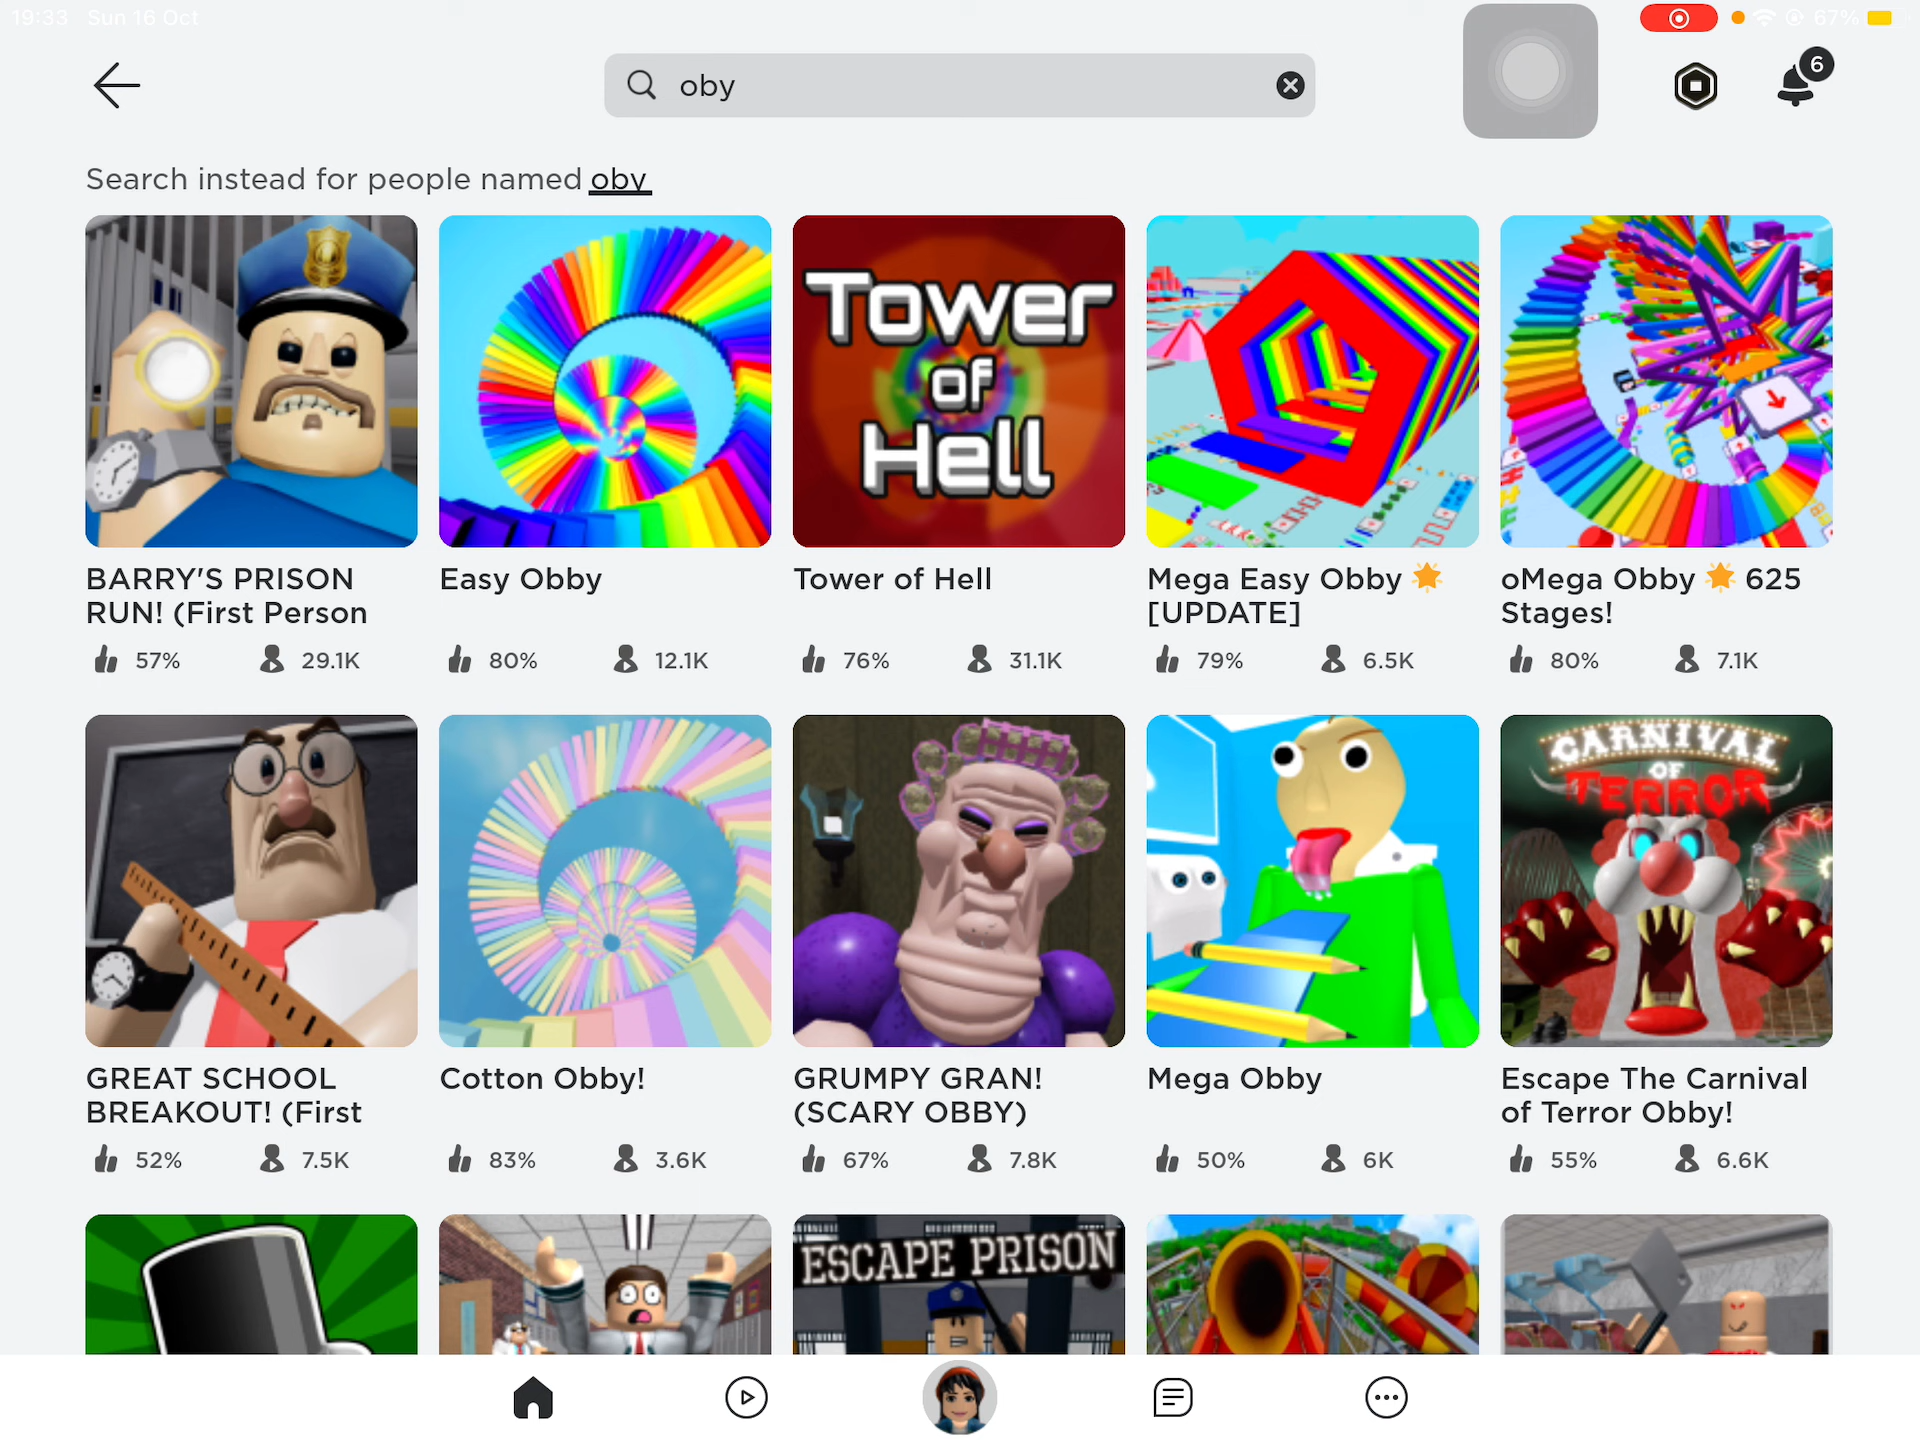 19:33 Sun 16 Oct
67%
oby
6
Search instead for people named oby
Tower
of
Hell
BARRY'S PRISON
RUN! (First Person
57% 29.1K
Easy Obby
80% 12.1K
Tower of Hell
76% 31.1K
Mega Easy Obby
[UPDATE]
79% 6.5K
oMega Obby 625
Stages!
80% 7.1K
CARNIVAL
OF
TERROR
GREAT SCHOOL
BREAKOUT! (First
52% 7.5K
Cotton Obby!
83% 3.6K
GRUMPY GRAN!
(SCARY OBBY)
67% 7.8K
Mega Obby
50% 6K
Escape The Carnival
of Terror Obby!
55% 6.6K
ESCAPE PRISON